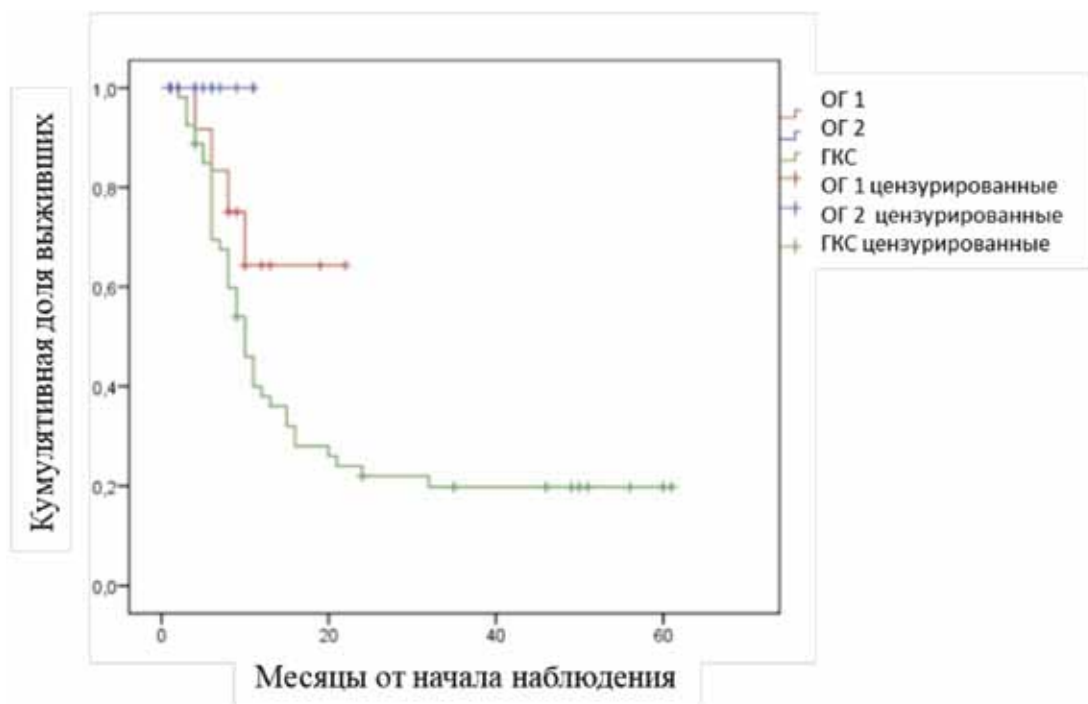 Кумулятивная доля выживших
1,0
0,8
0,6
0,4
0,2
0,0
0 20 40 60
Месяцы от начала наблюдения
ОГ 1
ОГ 2
ГКС
ОГ 1 цензурированные
ОГ 2 цензурированные
ГКС цензурированные